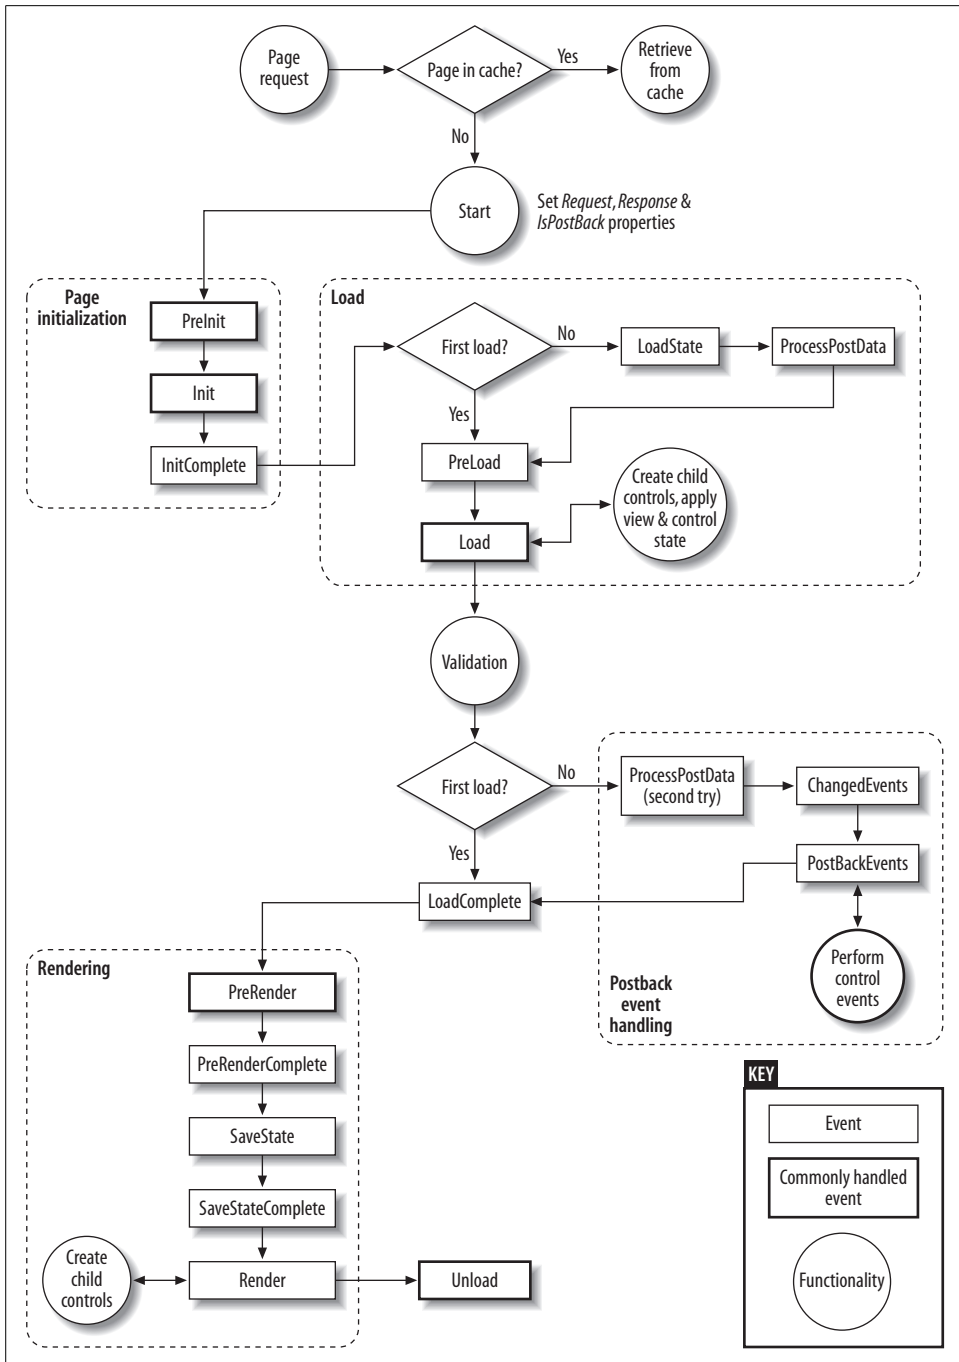 Page
request
Page in cache?
Yes
Retrieve
from
cache
No
Start
Set Request, Response &
IsPostBack properties
Page
initialization
PreInit
Init
InitComplete
Load
First load?
No
LoadState
ProcessPostData
Yes
PreLoad
Load
Create child
controls, apply
view & control
state
Validation
First load?
No
Yes
ProcessPostData
(second try)
ChangedEvents
PostBackEvents
LoadComplete
Perform
control
events
Postback
event
handling
Rendering
PreRender
PreRenderComplete
SaveState
SaveStateComplete
Create
child
controls
Render
Unload
KEY
Event
Commonly handled
event
Functionality